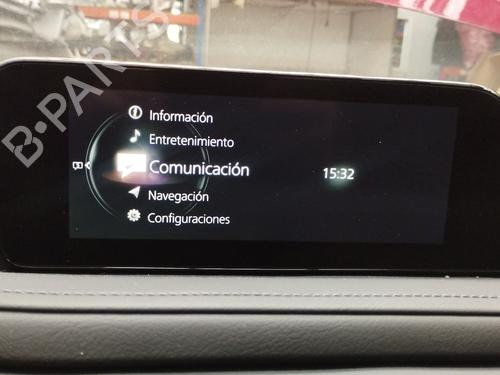 B-PARTS
Información
Entretenimiento
Comunicación
15:32
Navegación
Configuraciones